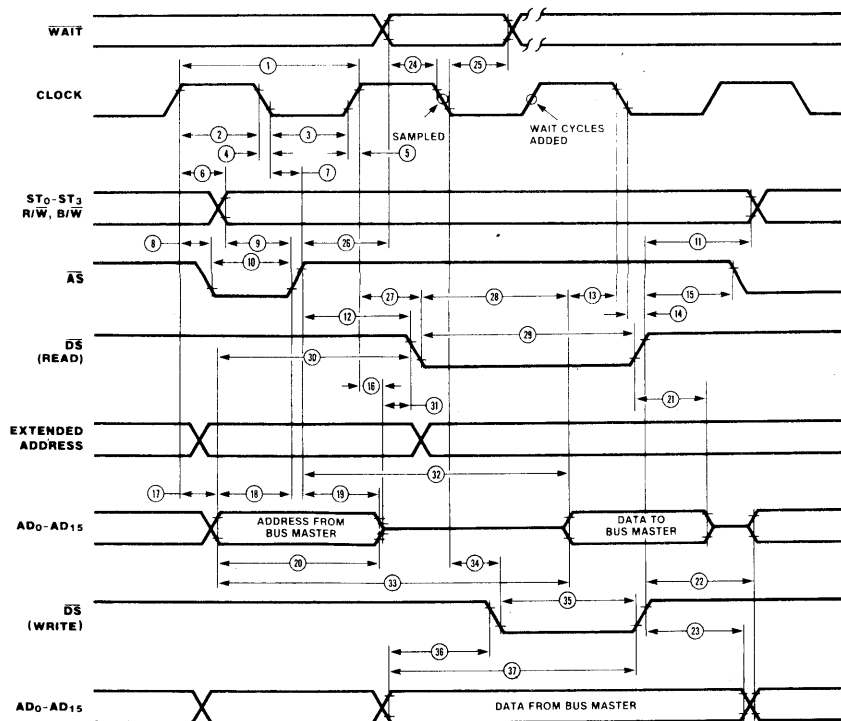 WAIT
24
25
1
CLOCK
2
3
SAMPLED
WAIT CYCLES
ADDED
4
5
6
7
ST0-ST3
R/W, B/W
8
9
26
11
10
AS
27
28
13
15
12
14
29
DS
(READ)
30
16
31
21
EXTENDED
ADDRESS
32
17
18
19
AD0-AD15
ADDRESS FROM
BUS MASTER
DATA TO
BUS MASTER
20
34
33
22
35
DS
(WRITE)
23
36
37
AD0-AD15
DATA FROM BUS MASTER